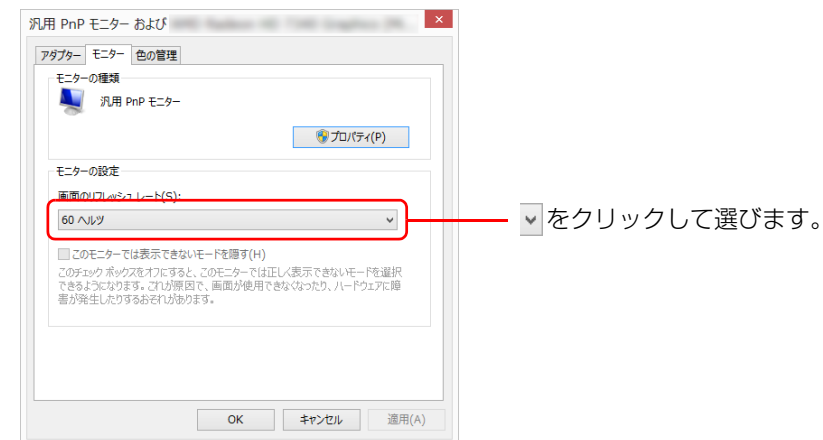 汎用 PnP モニター および
アダプター モニター 色の管理
モニターの種類
汎用 PnP モニター
プロパティ(P)
モニターの設定
画面のリフレッシュ レート(S):
60 ヘルツ
をクリックして選びます。
このモニターでは表示できないモードを隠す(H)
このチェック ボックスをオフにすると、このモニターでは正しく表示できないモードを選択
できるようになります。これが原因で、画面が使用できなくなったり、ハードウェアに障
害が発生したりするおそれがあります。
OK キャンセル 適用(A)